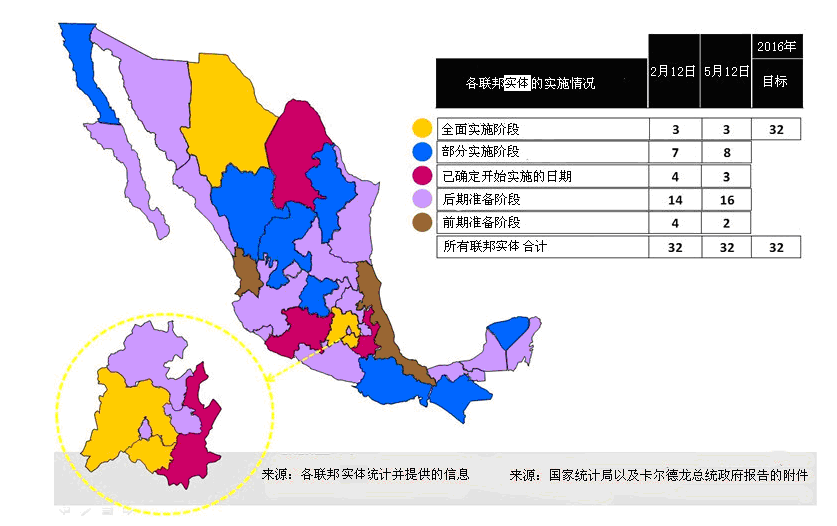 2016年
各联邦实体的实施情况 2月12日 5月12日 目标
全面实施阶段 3 3 32
部分实施阶段 7 8
已确定开始实施的日期 4 3
后期准备阶段 14 16
前期准备阶段 4 2
所有联邦实体合计 32 32 32
来源：各联邦实体统计并提供的信息 来源：国家统计局以及卡尔德龙总统政府报告的附件